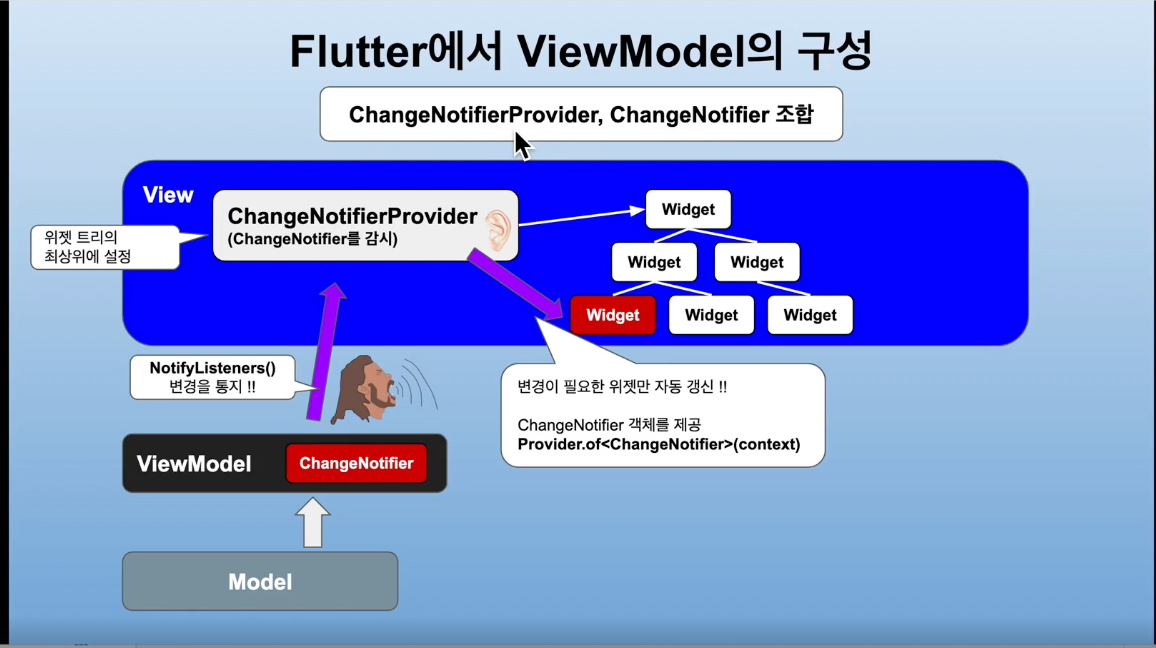 Flutter에서 ViewModel의 구성
ChangeNotifierProvider, ChangeNotifier 조합
View
ChangeNotifierProvider
(ChangeNotifier를 감시)
위젯 트리의
최상위에 설정
Widget
Widget
Widget
Widget
Widget
Widget
NotifyListeners()
변경을 통지 !!
변경이 필요한 위젯만 자동 갱신 !!
ChangeNotifier 객체를 제공
Provider.of<ChangeNotifier>(context)
ViewModel
ChangeNotifier
Model